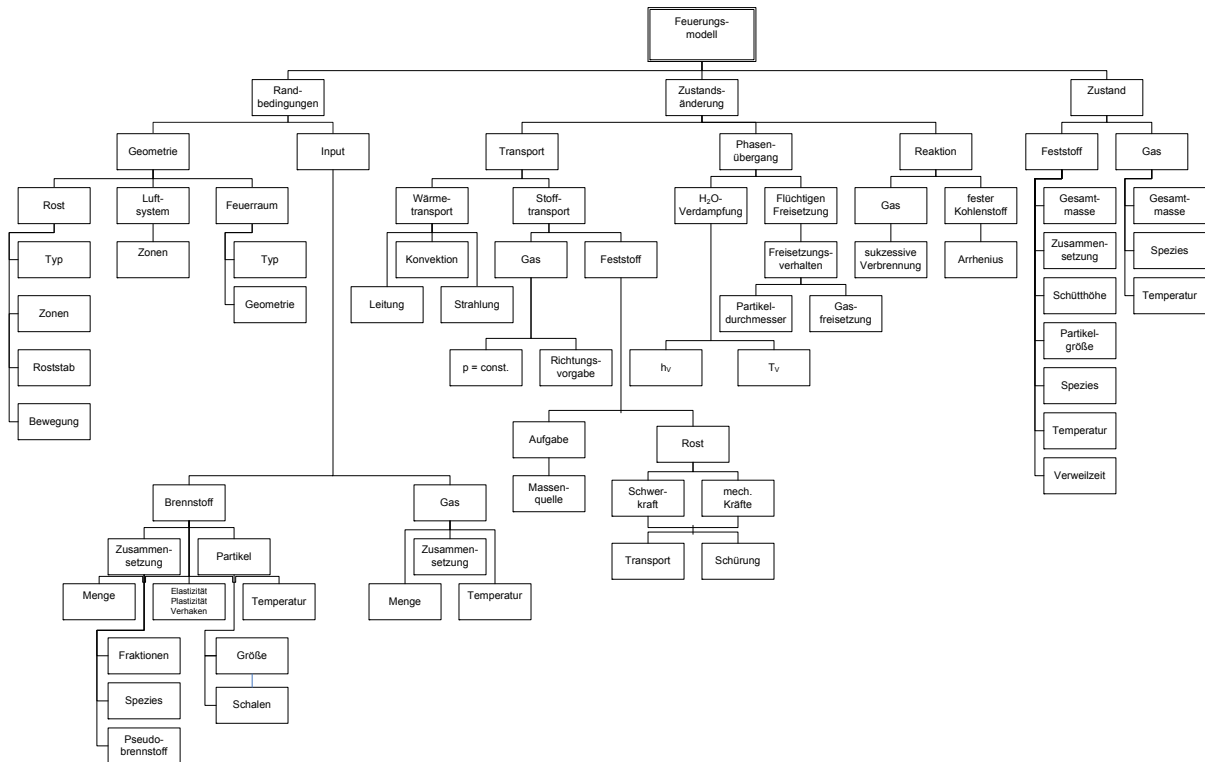 Feuerungs-
modell
Rand-
bedingungen
Zustands-
änderung
Zustand
Geometrie
Input
Transport
Phasen-
übergang
Reaktion
Feststoff
Gas
Rost
Luft-
system
Feuerraum
Wärme-
transport
Stoff-
transport
H₂O-
Verdampfung
Flüchtigen
Freisetzung
Gas
fester
Kohlenstoff
Gesamt-
masse
Gesamt-
masse
Typ
Zonen
Typ
Konvektion
Gas
Feststoff
Freisetzungs-
verhalten
sukzessive
Verbrennung
Arrhenius
Zusammen-
setzung
Spezies
Zonen
Geometrie
Leitung
Strahlung
Partikel-
durchmesser
Gas-
freisetzung
Schütthöhe
Temperatur
Roststab
p = const.
Richtungs-
vorgabe
hᵥ
Tᵥ
Partikel-
größe
Spezies
Bewegung
Aufgabe
Rost
Temperatur
Verweilzeit
Brennstoff
Gas
Massen-
quelle
Schwer-
kraft
mech.
Kräfte
Zusammen-
setzung
Partikel
Zusammen-
setzung
Transport
Schürung
Menge
Elastizität
Plastizität
Verhaken
Temperatur
Menge
Temperatur
Fraktionen
Größe
Spezies
Schalen
Pseudo-
brennstoff